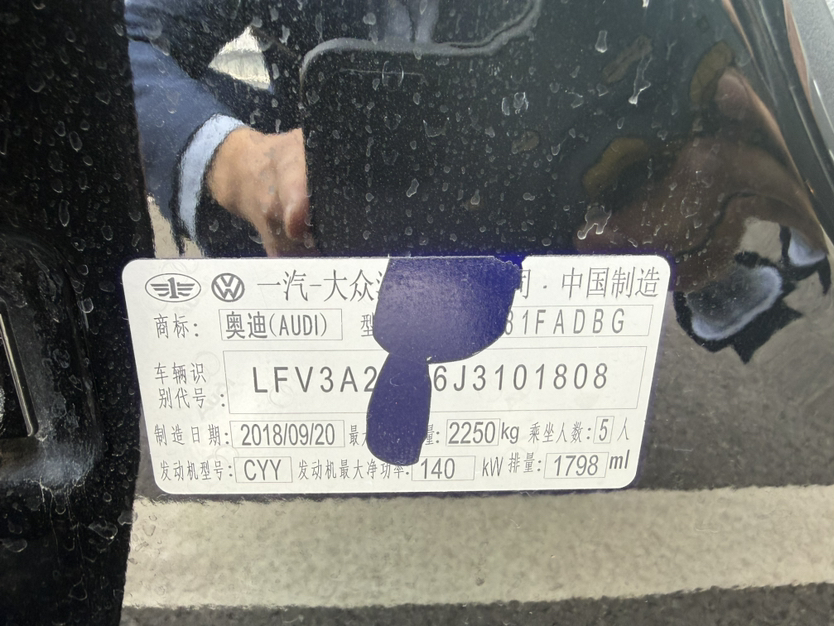 一汽-大众 司·中国制造
商标: 奥迪(AUDI) 型 81FADBG
车辆识别代号: LFV3A2 6J3101808
制造日期: 2018/09/20 最 量: 2250kg 乘坐人数: 5人
发动机型号: CYY 发动机最大净功率: 140 kW 排量: 1798 ml